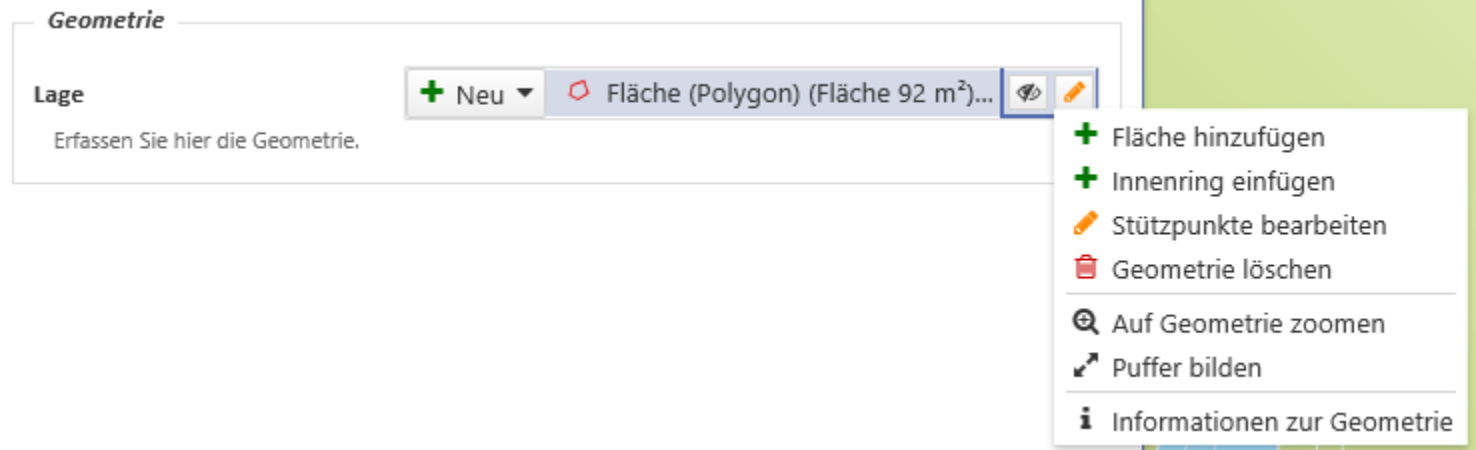 Geometrie
Lage
Neu
Fläche (Polygon) (Fläche 92 m²)...
Erfassen Sie hier die Geometrie.
Fläche hinzufügen
Innenring einfügen
Stützpunkte bearbeiten
Geometrie löschen
Auf Geometrie zoomen
Puffer bilden
Informationen zur Geometrie